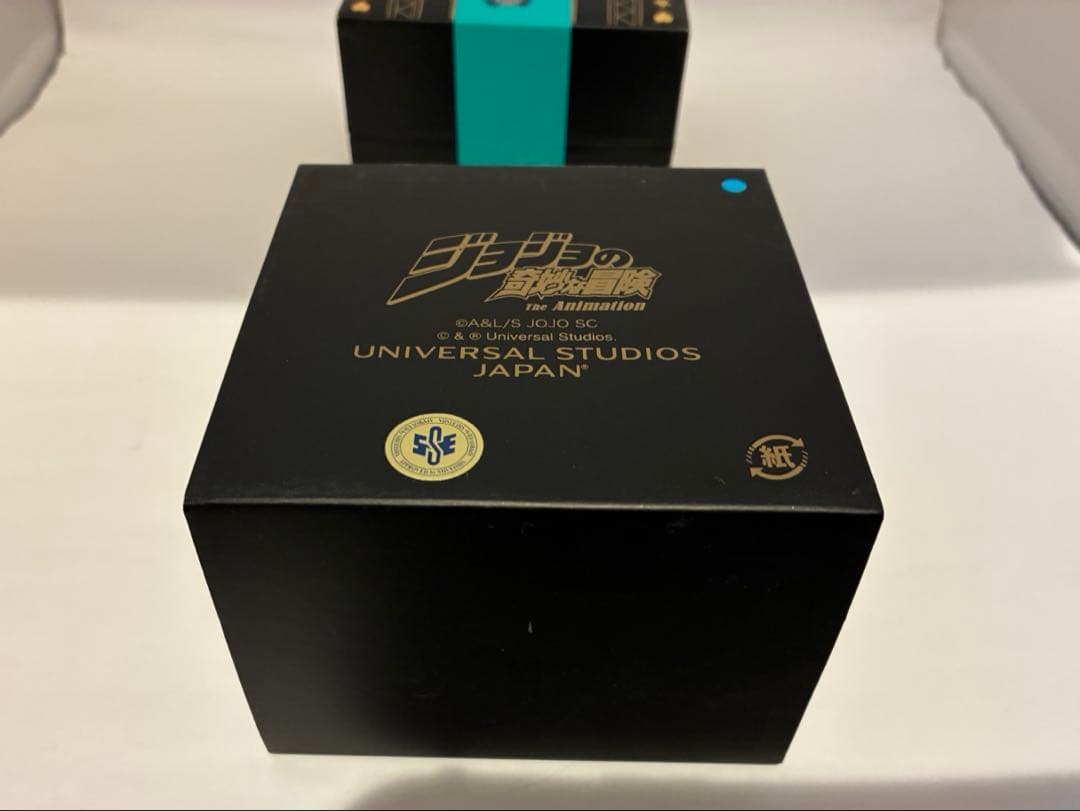 ジョジョの
奇妙な冒険
The Animation
©A&L/S JOJO SC
© & ® Universal Studios.
UNIVERSAL STUDIOS
JAPAN®
SSE
紙